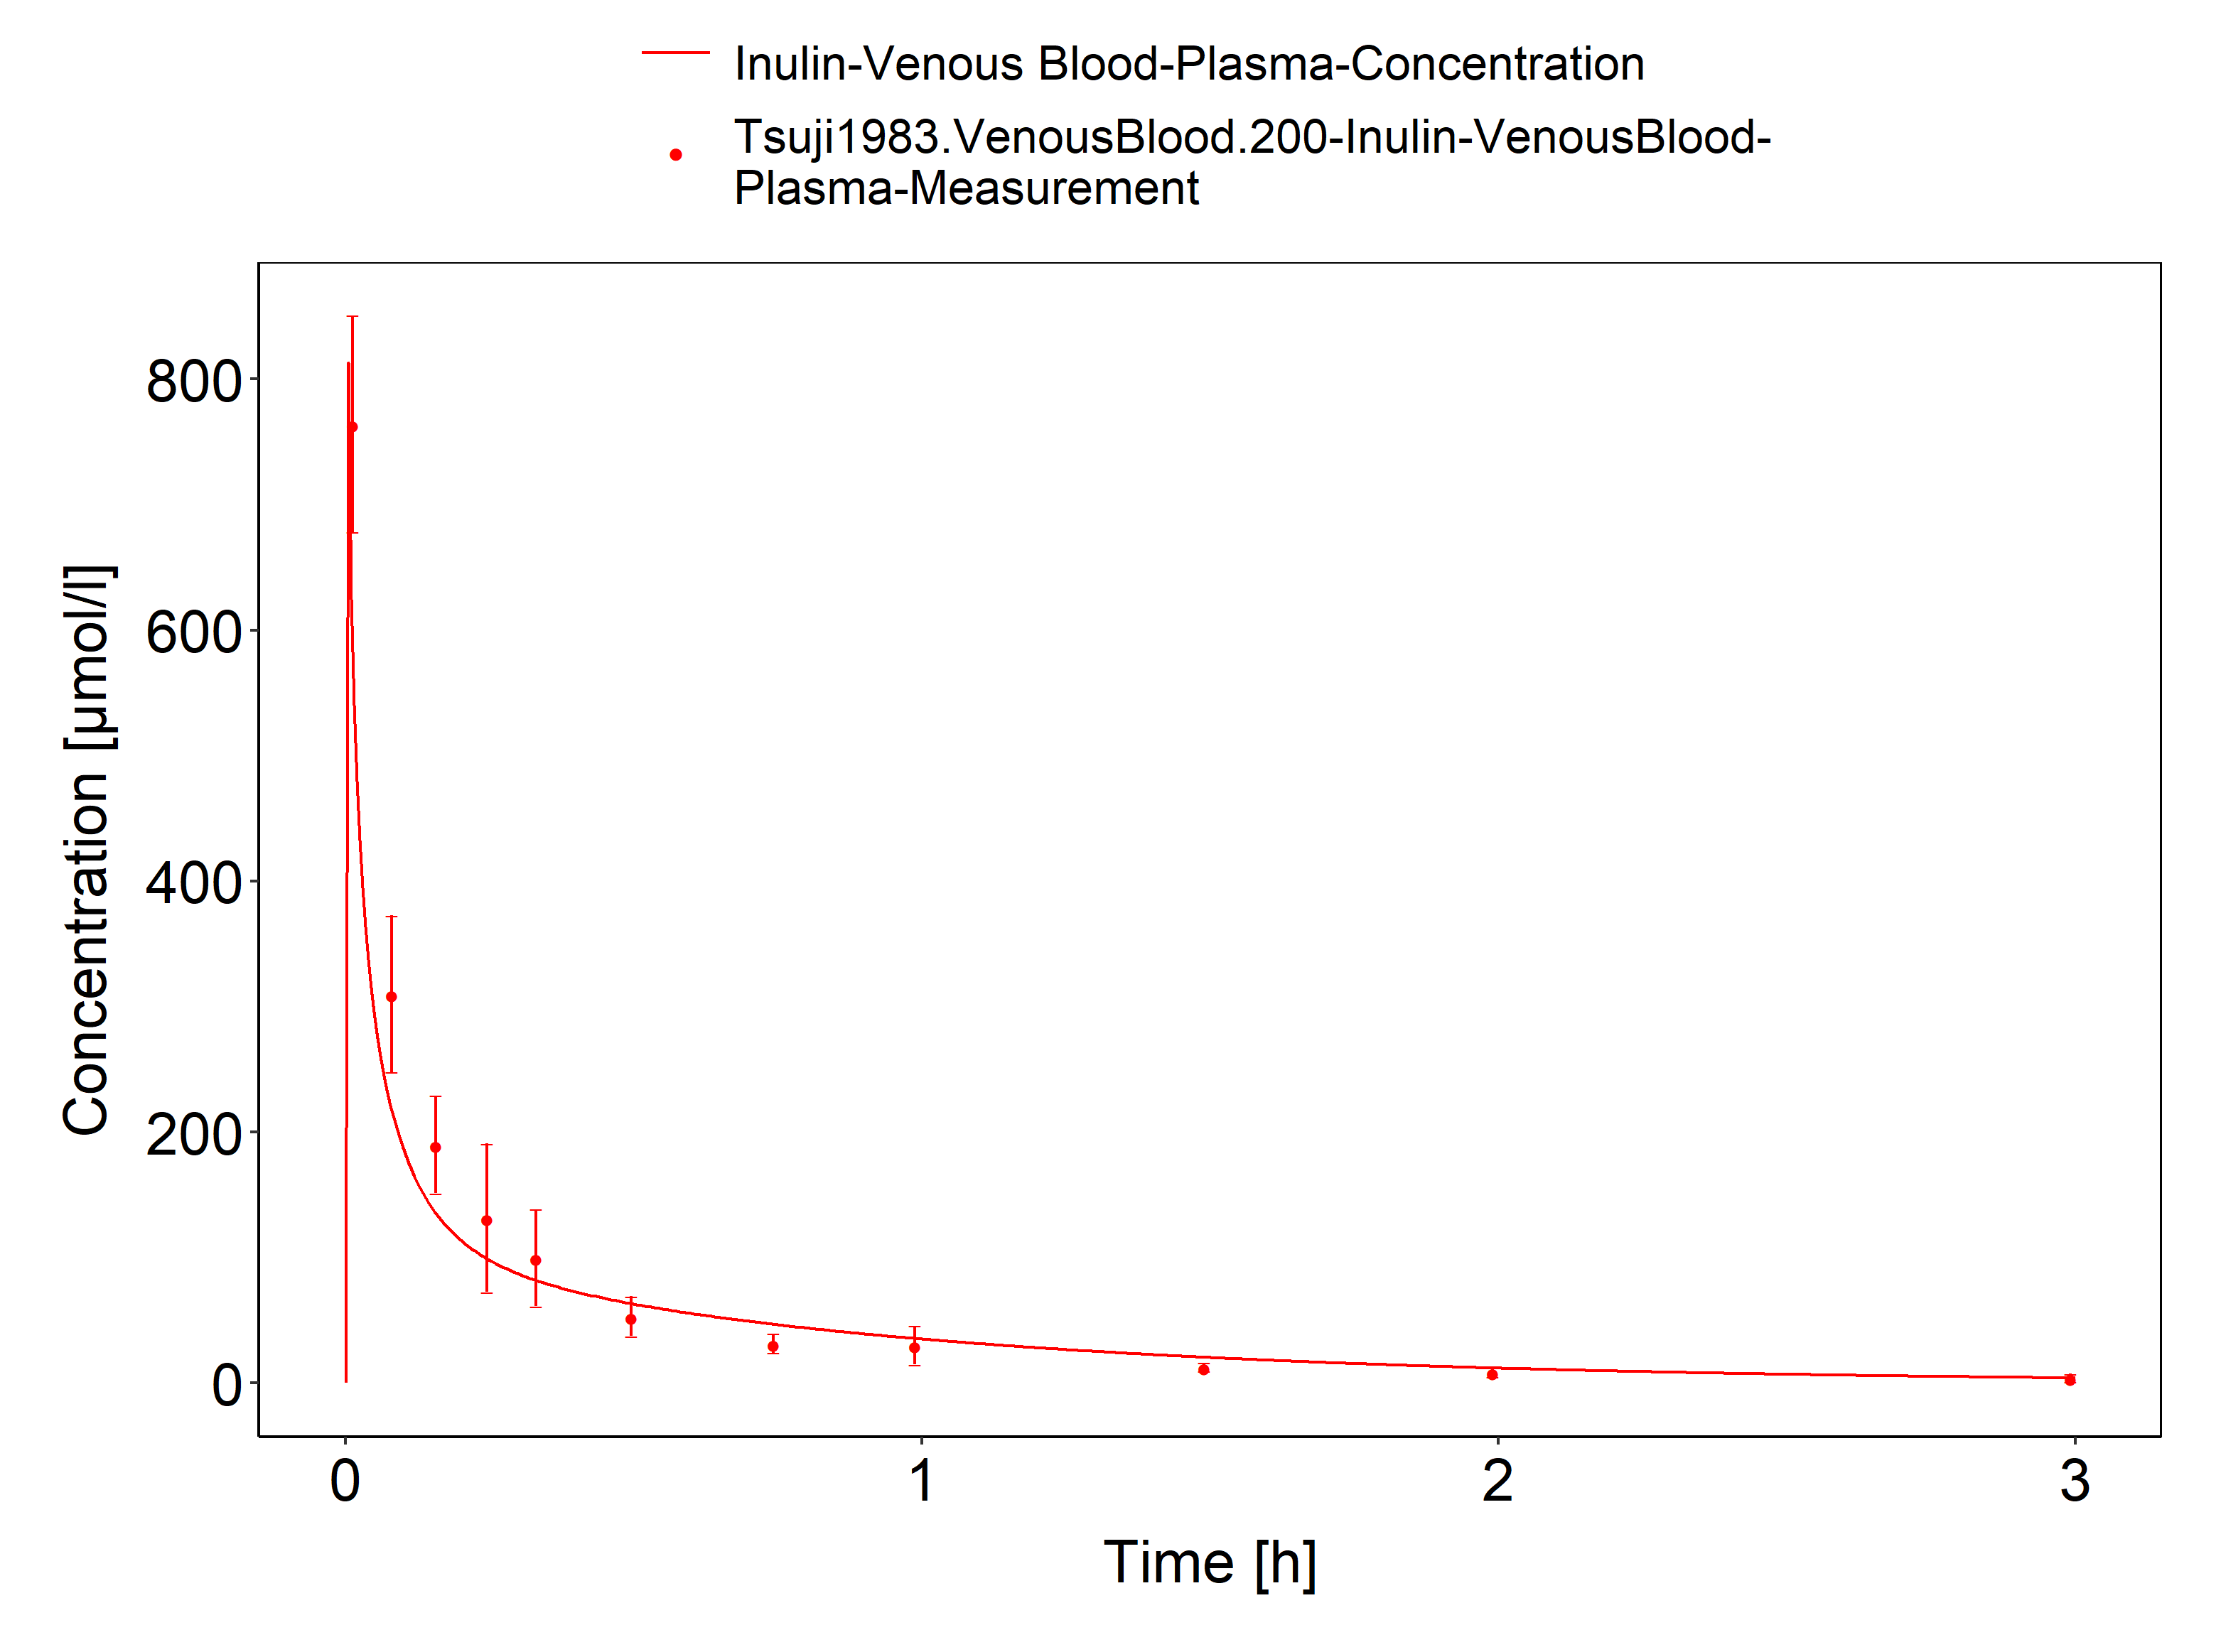 Inulin-Venous Blood-Plasma-Concentration
Tsuji1983.VenousBlood.200-Inulin-VenousBlood-
Plasma-Measurement
Concentration [µmol/l]
800
600
400
200
0
0 1 2 3
Time [h]